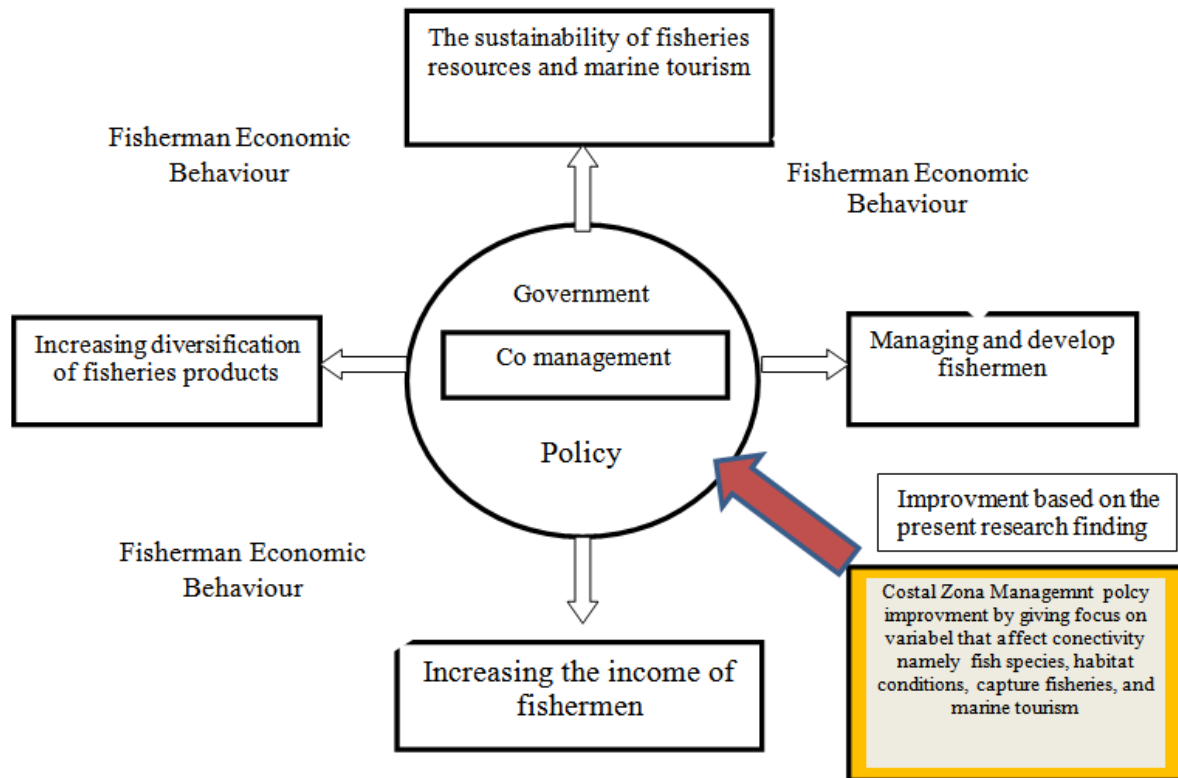 The sustainability of fisheries
resources and marine tourism
Fisherman Economic
Behaviour
Fisherman Economic
Behaviour
Government
Co management
Policy
Increasing diversification
of fisheries products
Managing and develop
fishermen
Improvment based on the
present research finding
Fisherman Economic
Behaviour
Increasing the income of
fishermen
Costal Zona Managemnt polcy
improvment by giving focus on
variabel that affect conectivity
namely fish species, habitat
conditions, capture fisheries, and
marine tourism